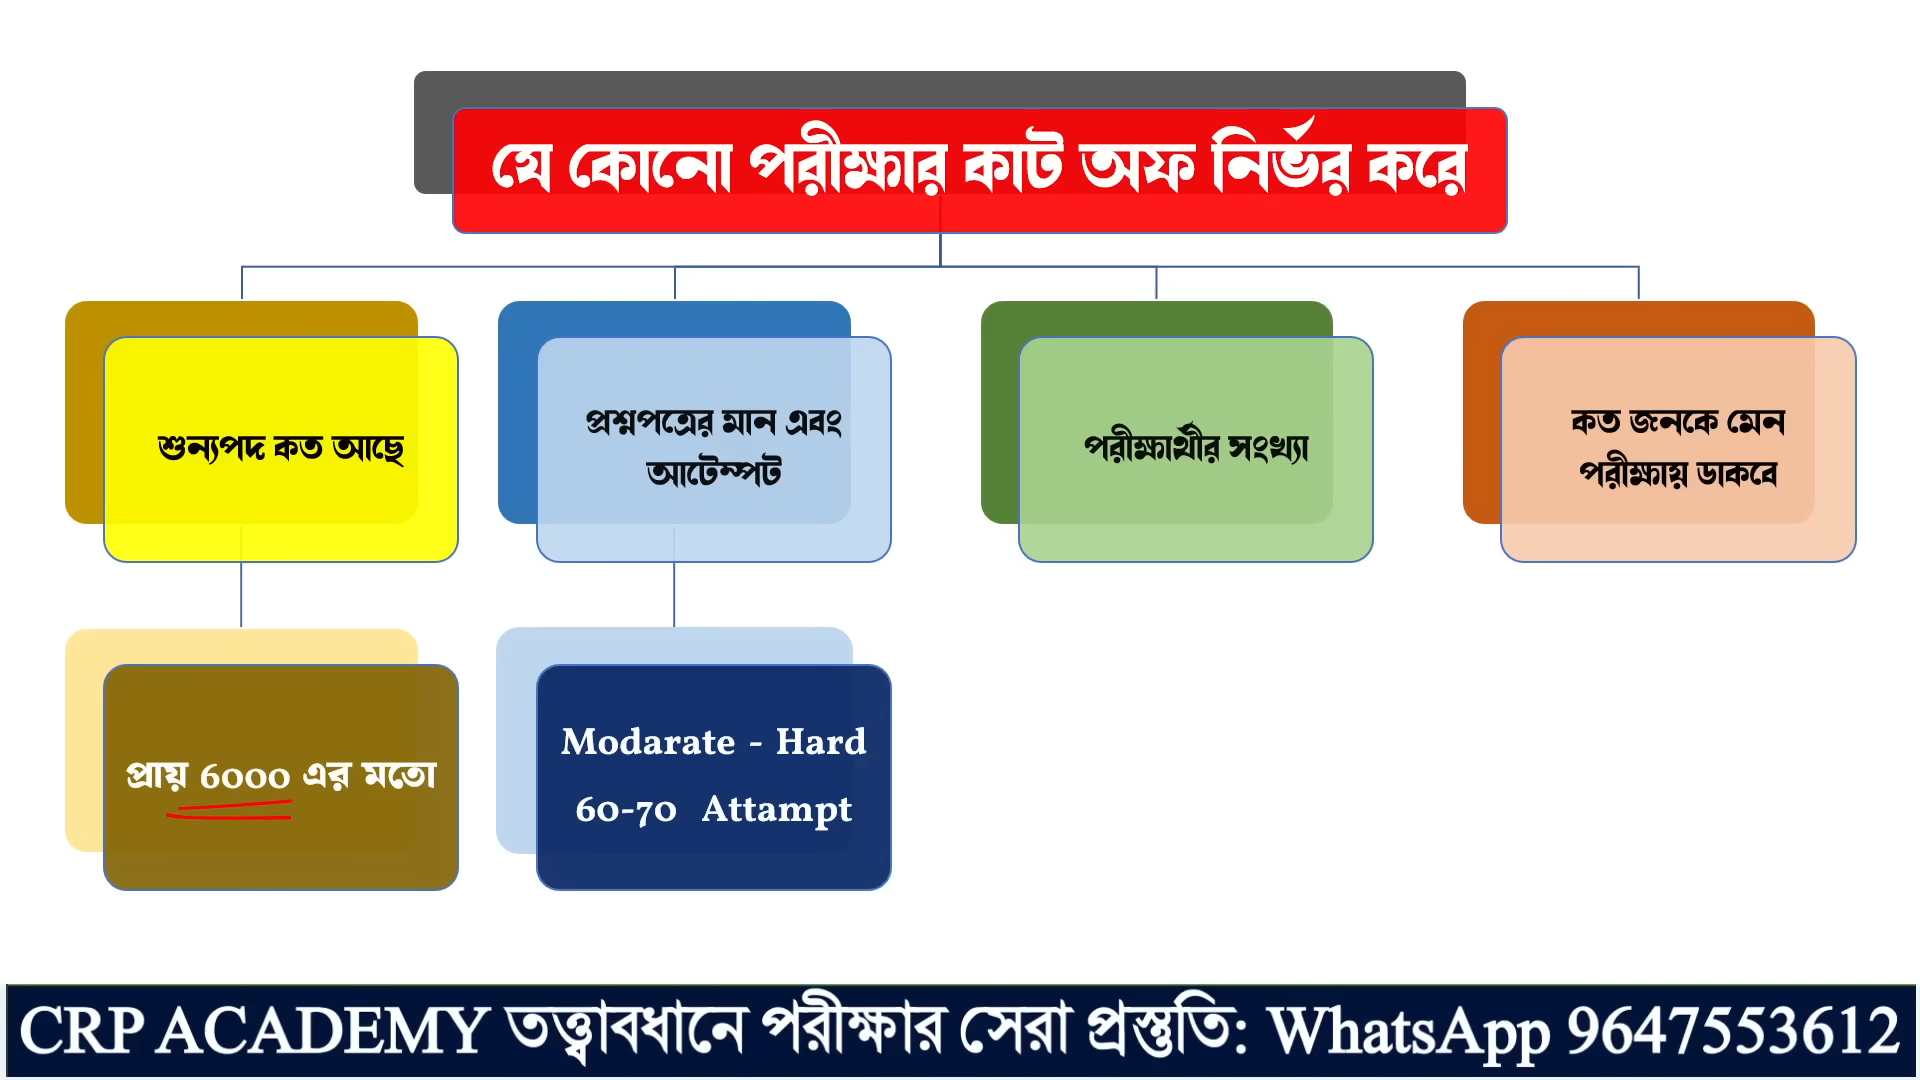 যে কোনো পরীক্ষার কাট অফ নির্ভর করে
শুন্যপদ কত আছে
প্রশ্নপত্রের মান এবং
আটেম্পট
পরীক্ষার্থীর সংখ্যা
কত জনকে মেন
পরীক্ষায় ডাকবে
প্রায় 6000 এর মতো
Modarate - Hard
60-70 Attampt
CRP ACADEMY তত্ত্বাবধানে পরীক্ষার সেরা প্রস্তুতি: WhatsApp 9647553612